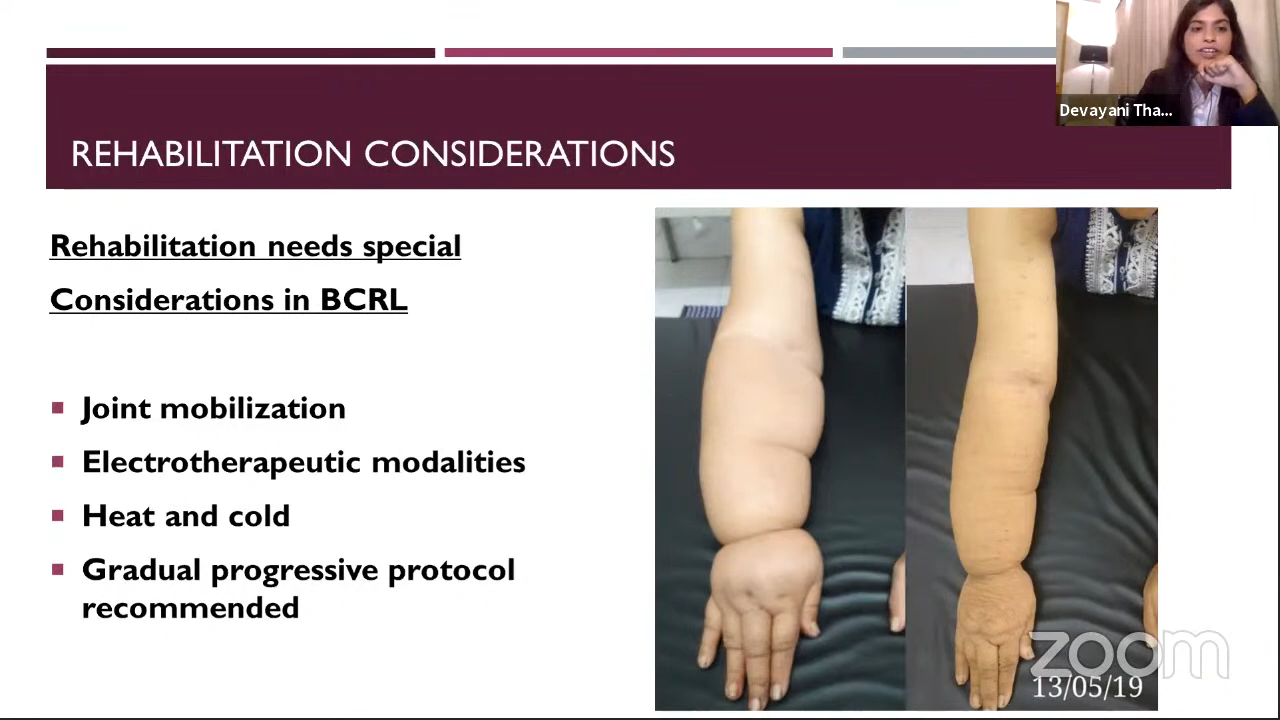 Devayani Tha...
REHABILITATION CONSIDERATIONS
Rehabilitation needs special
Considerations in BCRL
Joint mobilization
Electrotherapeutic modalities
Heat and cold
Gradual progressive protocol
recommended
zoom
13/05/19